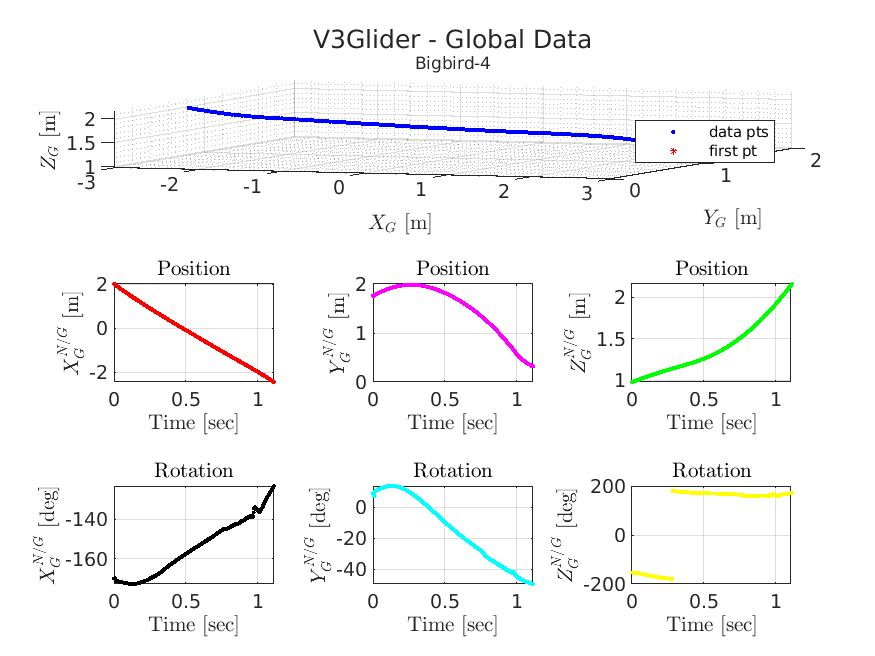 V3Glider - Global Data
Bigbird-4
Z_G [m]
2
1.5
1
-3
-2
-1
0
1
2
3
X_G [m]
0
1
2
Y_G [m]
data pts
first pt
Position
X_G^{N/G} [m]
2
0
-2
0
0.5
1
Time [sec]
Position
Y_G^{N/G} [m]
2
1
0
0
0.5
1
Time [sec]
Position
Z_G^{N/G} [m]
2
1.5
1
0
0.5
1
Time [sec]
Rotation
X_G^{N/G} [deg]
-140
-160
0
0.5
1
Time [sec]
Rotation
Y_G^{N/G} [deg]
0
-20
-40
0
0.5
1
Time [sec]
Rotation
Z_G^{N/G} [deg]
200
0
-200
0
0.5
1
Time [sec]